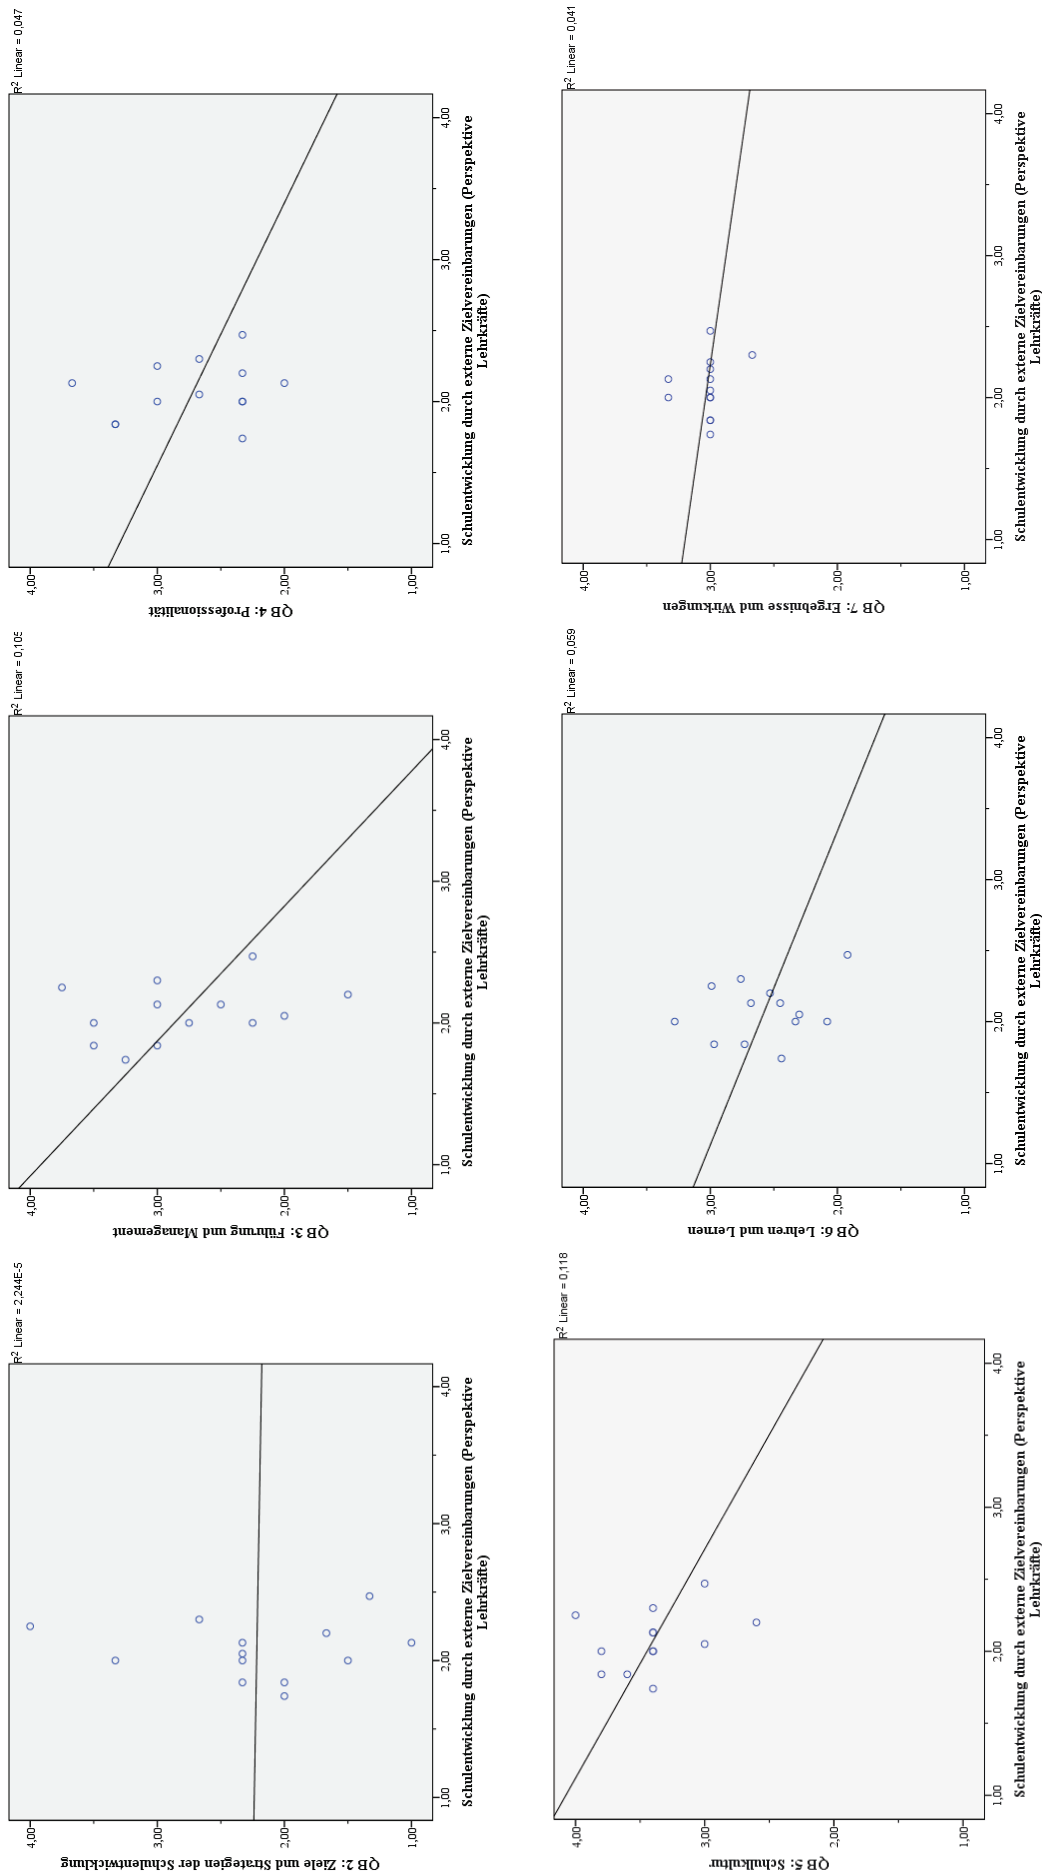 R² Linear = 2,244E-5
QB 2: Ziele und Strategien der Schulentwicklung
4,00
3,00
2,00
1,00
1,00
2,00
3,00
4,00
Schulentwicklung durch externe Zielvereinbarungen (Perspektive
Lehrkräfte)
R² Linear = 0,105
QB 3: Führung und Management
4,00
3,00
2,00
1,00
1,00
2,00
3,00
4,00
Schulentwicklung durch externe Zielvereinbarungen (Perspektive
Lehrkräfte)
R² Linear = 0,047
QB 4: Professionalität
4,00
3,00
2,00
1,00
1,00
2,00
3,00
4,00
Schulentwicklung durch externe Zielvereinbarungen (Perspektive
Lehrkräfte)
R² Linear = 0,118
QB 5: Schulkultur
4,00
3,00
2,00
1,00
1,00
2,00
3,00
4,00
Schulentwicklung durch externe Zielvereinbarungen (Perspektive
Lehrkräfte)
R² Linear = 0,059
QB 6: Lehren und Lernen
4,00
3,00
2,00
1,00
1,00
2,00
3,00
4,00
Schulentwicklung durch externe Zielvereinbarungen (Perspektive
Lehrkräfte)
R² Linear = 0,041
QB 7: Ergebnisse und Wirkungen
4,00
3,00
2,00
1,00
1,00
2,00
3,00
4,00
Schulentwicklung durch externe Zielvereinbarungen (Perspektive
Lehrkräfte)